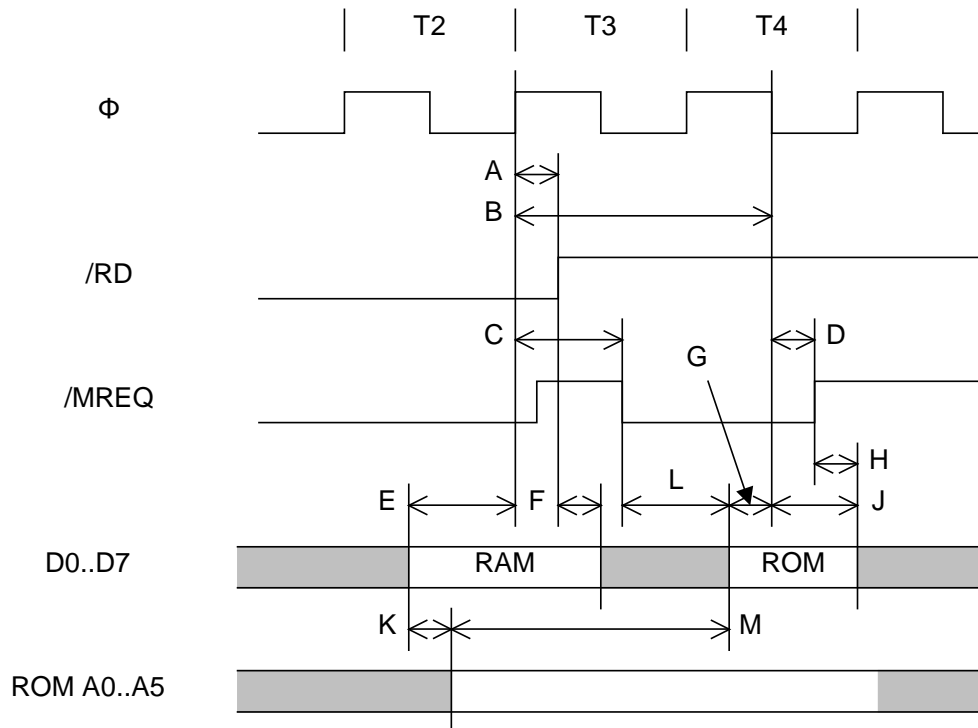 T2 T3 T4
Φ
A
B
/RD
C D
G
/MREQ
H
L
E F J
D0..D7 RAM ROM
K M
ROM A0..A5